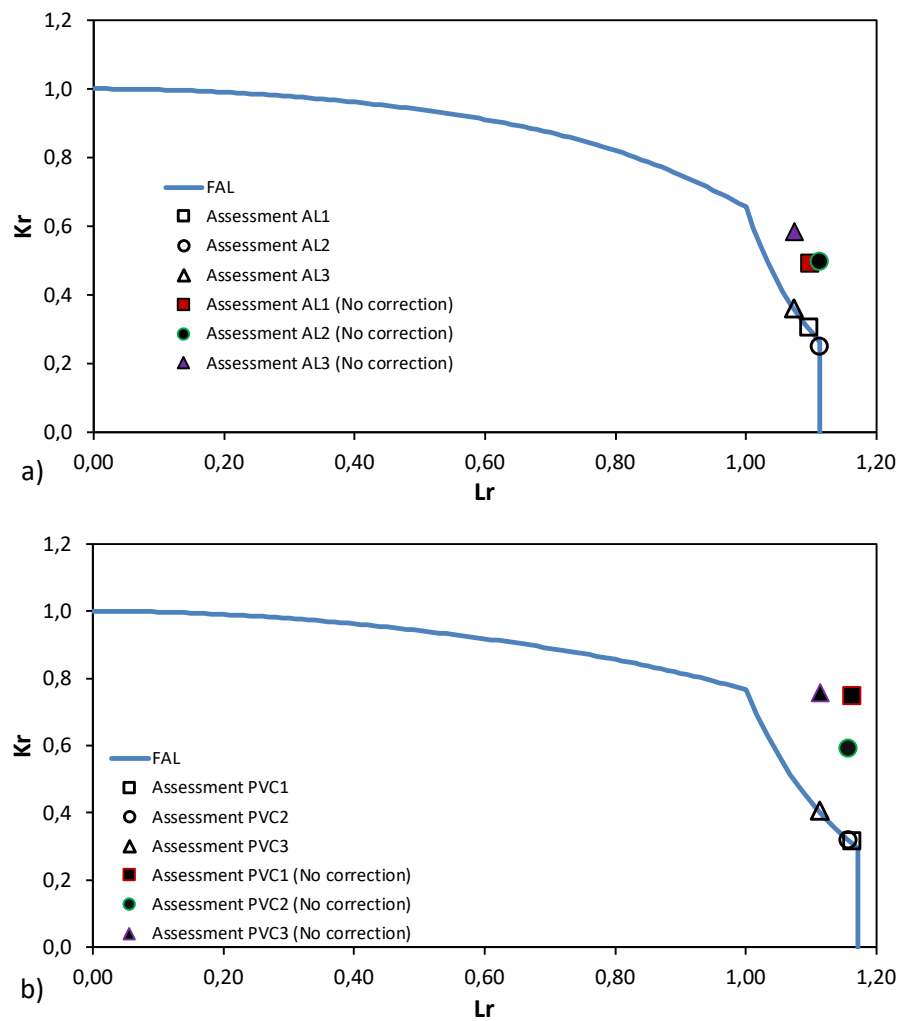 1,2
1,0
0,8
0,6
0,4
0,2
0,0
Kr
FAL
Assessment AL1
Assessment AL2
Assessment AL3
Assessment AL1 (No correction)
Assessment AL2 (No correction)
Assessment AL3 (No correction)
0,00 0,20 0,40 0,60 0,80 1,00 1,20
a)
Lr
1,2
1,0
0,8
0,6
0,4
0,2
0,0
Kr
FAL
Assessment PVC1
Assessment PVC2
Assessment PVC3
Assessment PVC1 (No correction)
Assessment PVC2 (No correction)
Assessment PVC3 (No correction)
0,00 0,20 0,40 0,60 0,80 1,00 1,20
b)
Lr